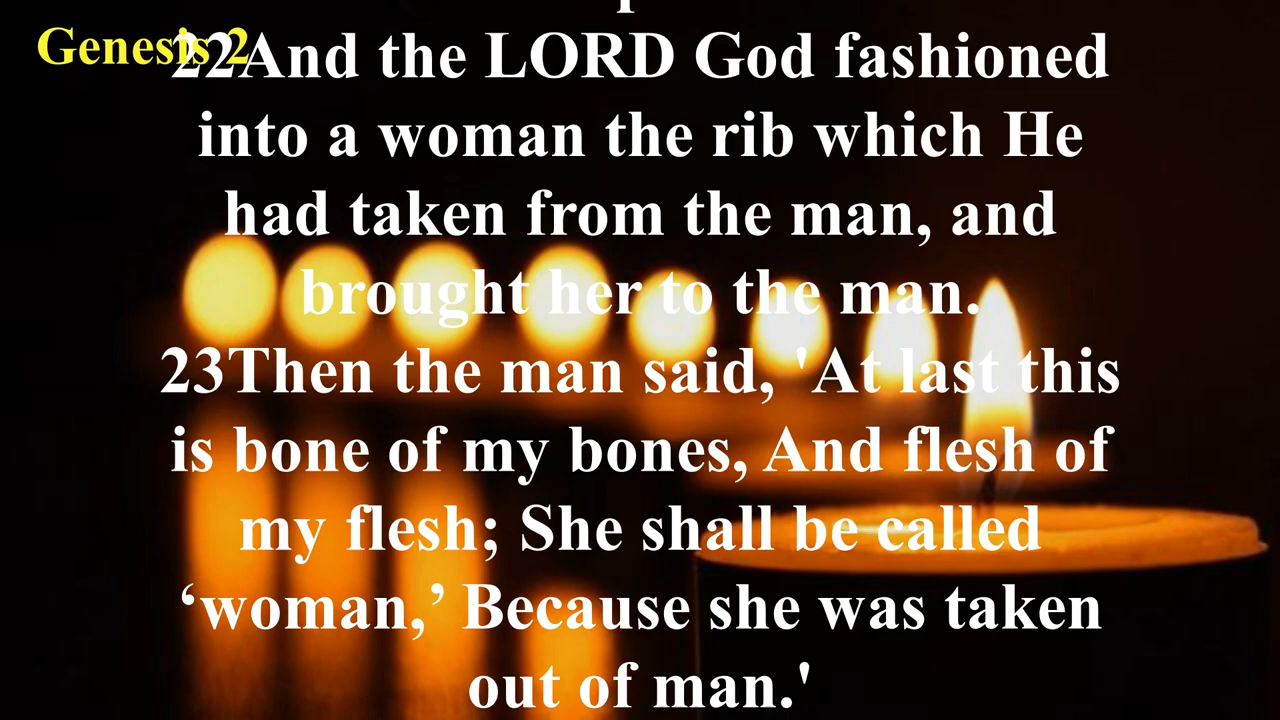 Genesis 2
22And the LORD God fashioned
into a woman the rib which He
had taken from the man, and
brought her to the man.
23Then the man said, 'At last this
is bone of my bones, And flesh of
my flesh; She shall be called
‘woman,’ Because she was taken
out of man.'